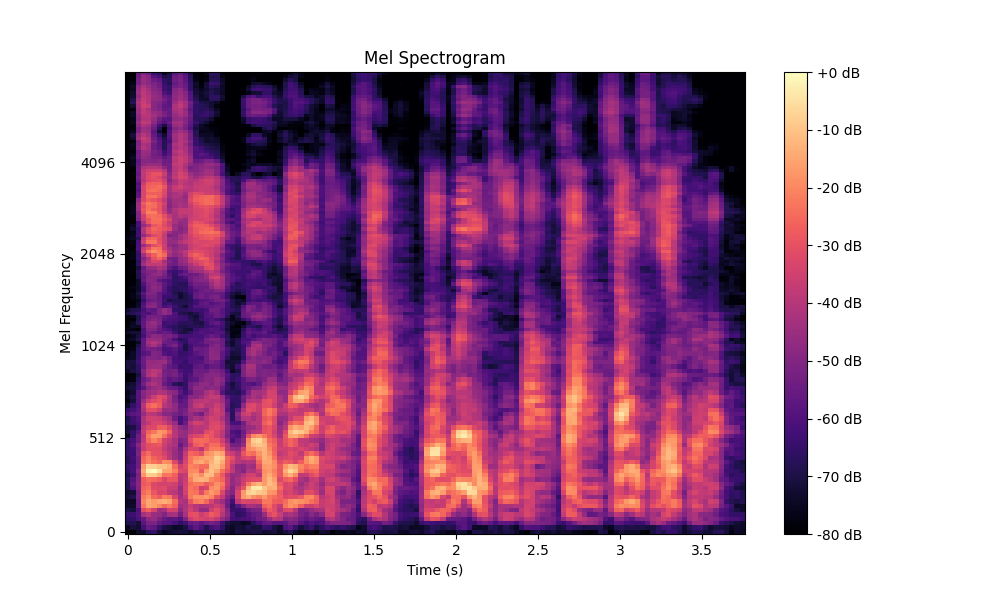 Mel Spectrogram
+0 dB
-10 dB
-20 dB
-30 dB
-40 dB
-50 dB
-60 dB
-70 dB
-80 dB
Mel Frequency
4096
2048
1024
512
0
0
0.5
1
1.5
2
2.5
3
3.5
Time (s)